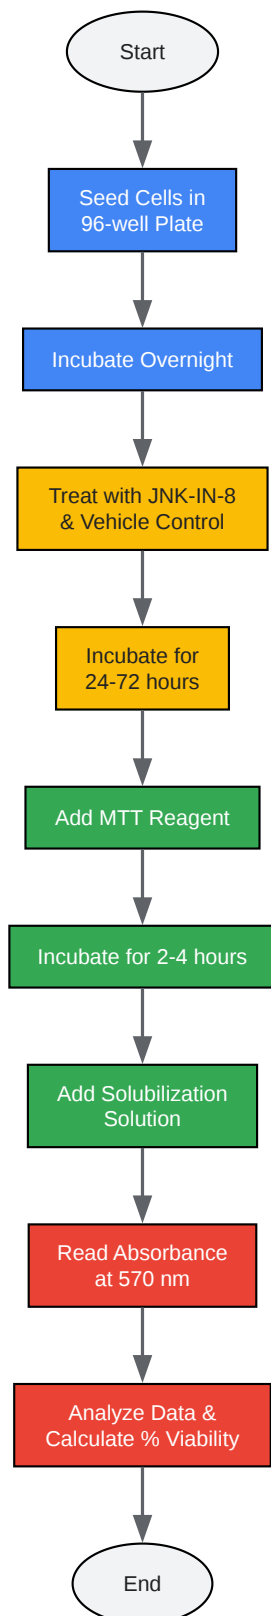 Start
Seed Cells in
96-well Plate
Incubate Overnight
Treat with JNK-IN-8
& Vehicle Control
Incubate for
24-72 hours
Add MTT Reagent
Incubate for 2-4 hours
Add Solubilization
Solution
Read Absorbance
at 570 nm
Analyze Data &
Calculate % Viability
End